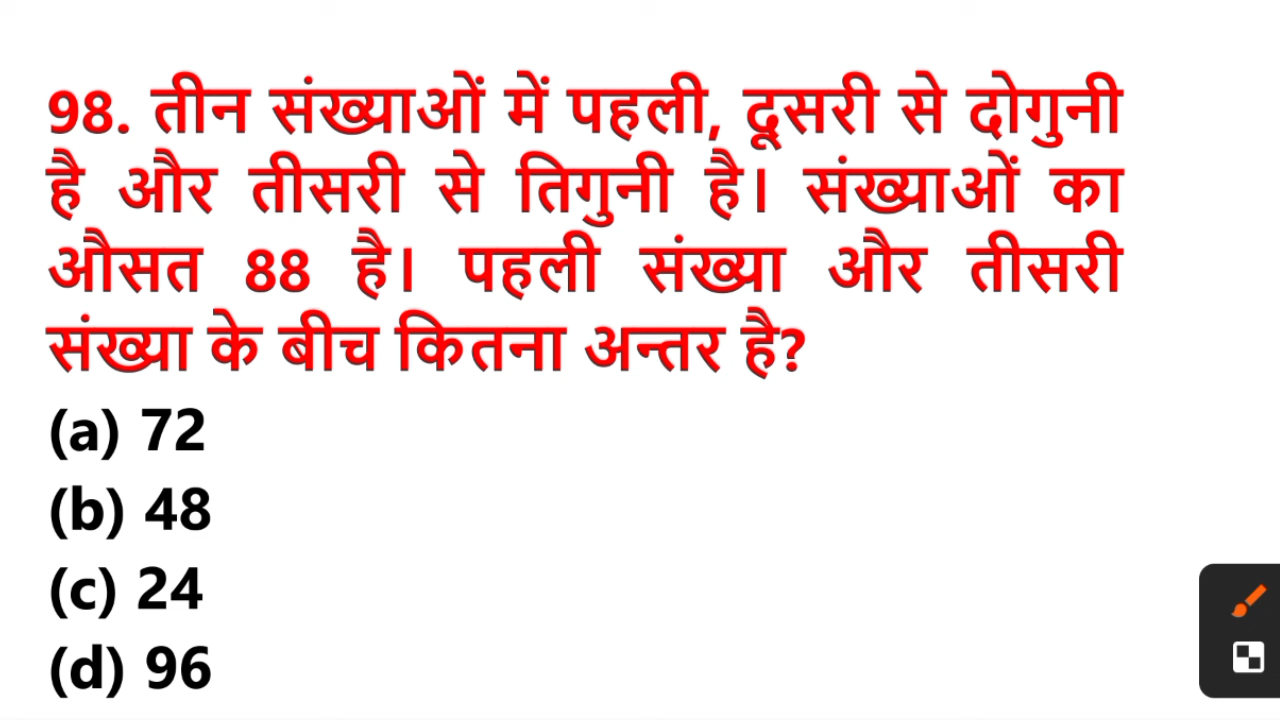 98. तीन संख्याओं में पहली, दूसरी से दोगुनी
है और तीसरी से तिगुनी है। संख्याओं का
औसत 88 है। पहली संख्या और तीसरी
संख्या के बीच कितना अन्तर है?
(a) 72
(b) 48
(c) 24
(d) 96